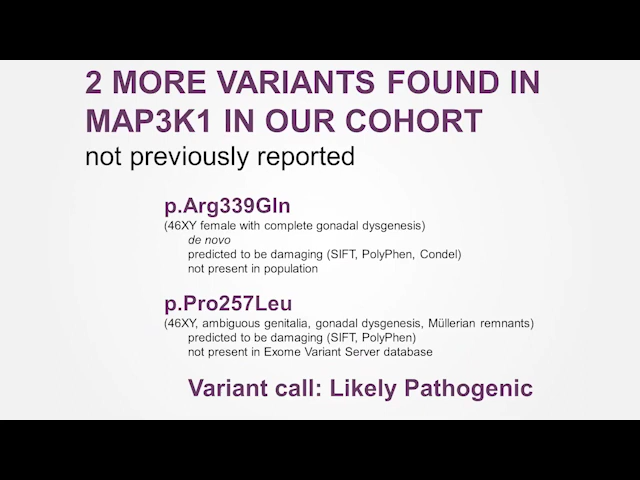 2 MORE VARIANTS FOUND IN
MAP3K1 IN OUR COHORT
not previously reported
p.Arg339Gln
(46XY female with complete gonadal dysgenesis)
de novo
predicted to be damaging (SIFT, PolyPhen, Condel)
not present in population
p.Pro257Leu
(46XY, ambiguous genitalia, gonadal dysgenesis, Müllerian remnants)
predicted to be damaging (SIFT, PolyPhen)
not present in Exome Variant Server database
Variant call: Likely Pathogenic